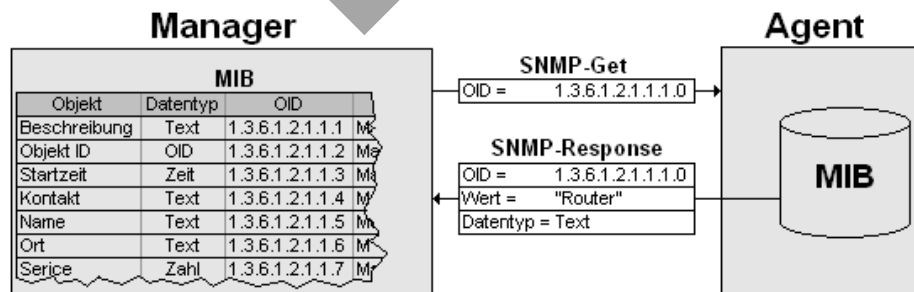 Manager
Agent
MIB
Objekt Datentyp OID
Beschreibung Text 1.3.6.1.2.1.1.1
Objekt ID OID 1.3.6.1.2.1.1.2
Startzeit Zeit 1.3.6.1.2.1.1.3
Kontakt Text 1.3.6.1.2.1.1.4
Name Text 1.3.6.1.2.1.1.5
Ort Text 1.3.6.1.2.1.1.6
Serice Zahl 1.3.6.1.2.1.1.7
SNMP-Get
OID = 1.3.6.1.2.1.1.1.0
SNMP-Response
OID = 1.3.6.1.2.1.1.1.0
Wert = "Router"
Datentyp = Text
MIB